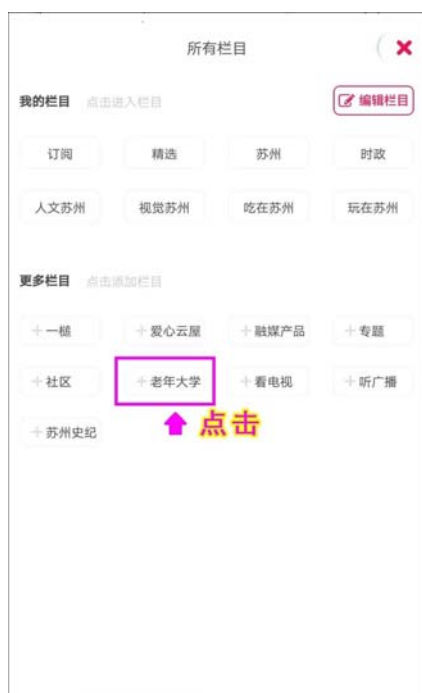 所有栏目
我的栏目 点击进入栏目 编辑栏目
订阅 精选 苏州 时政
人文苏州 视觉苏州 吃在苏州 玩在苏州
更多栏目 点击添加栏目
+一槌 +爱心云屋 +融媒产品 +专题
+社区 +老年大学 +看电视 +听广播
+苏州史纪
点击